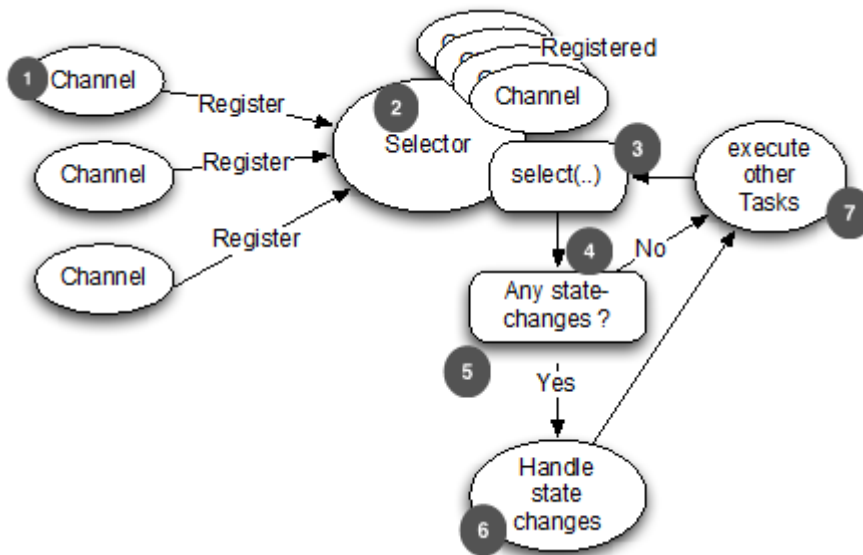 1
Channel
Register
Channel
Register
Channel
Register
2
Selector
Registered
Channel
3
select(..)
execute
other
Tasks
7
4
No
Any state-
changes ?
5
Yes
Handle
state
changes
6